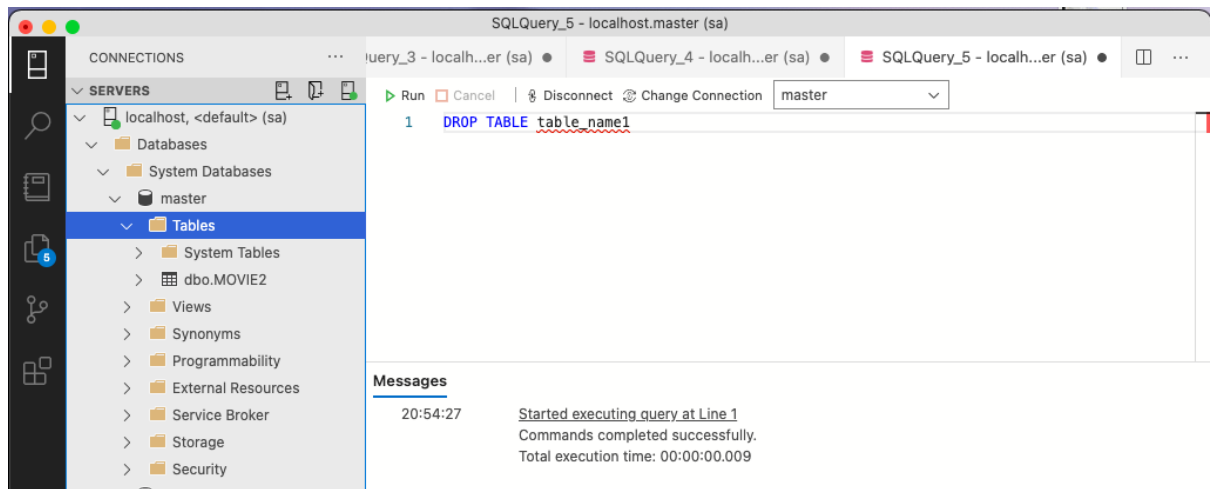 SQLQuery_5 - localhost.master (sa)
CONNECTIONS
SERVERS
localhost, <default> (sa)
Databases
System Databases
master
Tables
System Tables
dbo.MOVIE2
Views
Synonyms
Programmability
External Resources
Service Broker
Storage
Security
5
uery_3 - localh...er (sa)
SQLQuery_4 - localh...er (sa)
SQLQuery_5 - localh...er (sa)
Run Cancel Disconnect Change Connection master
1 DROP TABLE table_name1
Messages
20:54:27 Started executing query at Line 1
Commands completed successfully.
Total execution time: 00:00:00.009